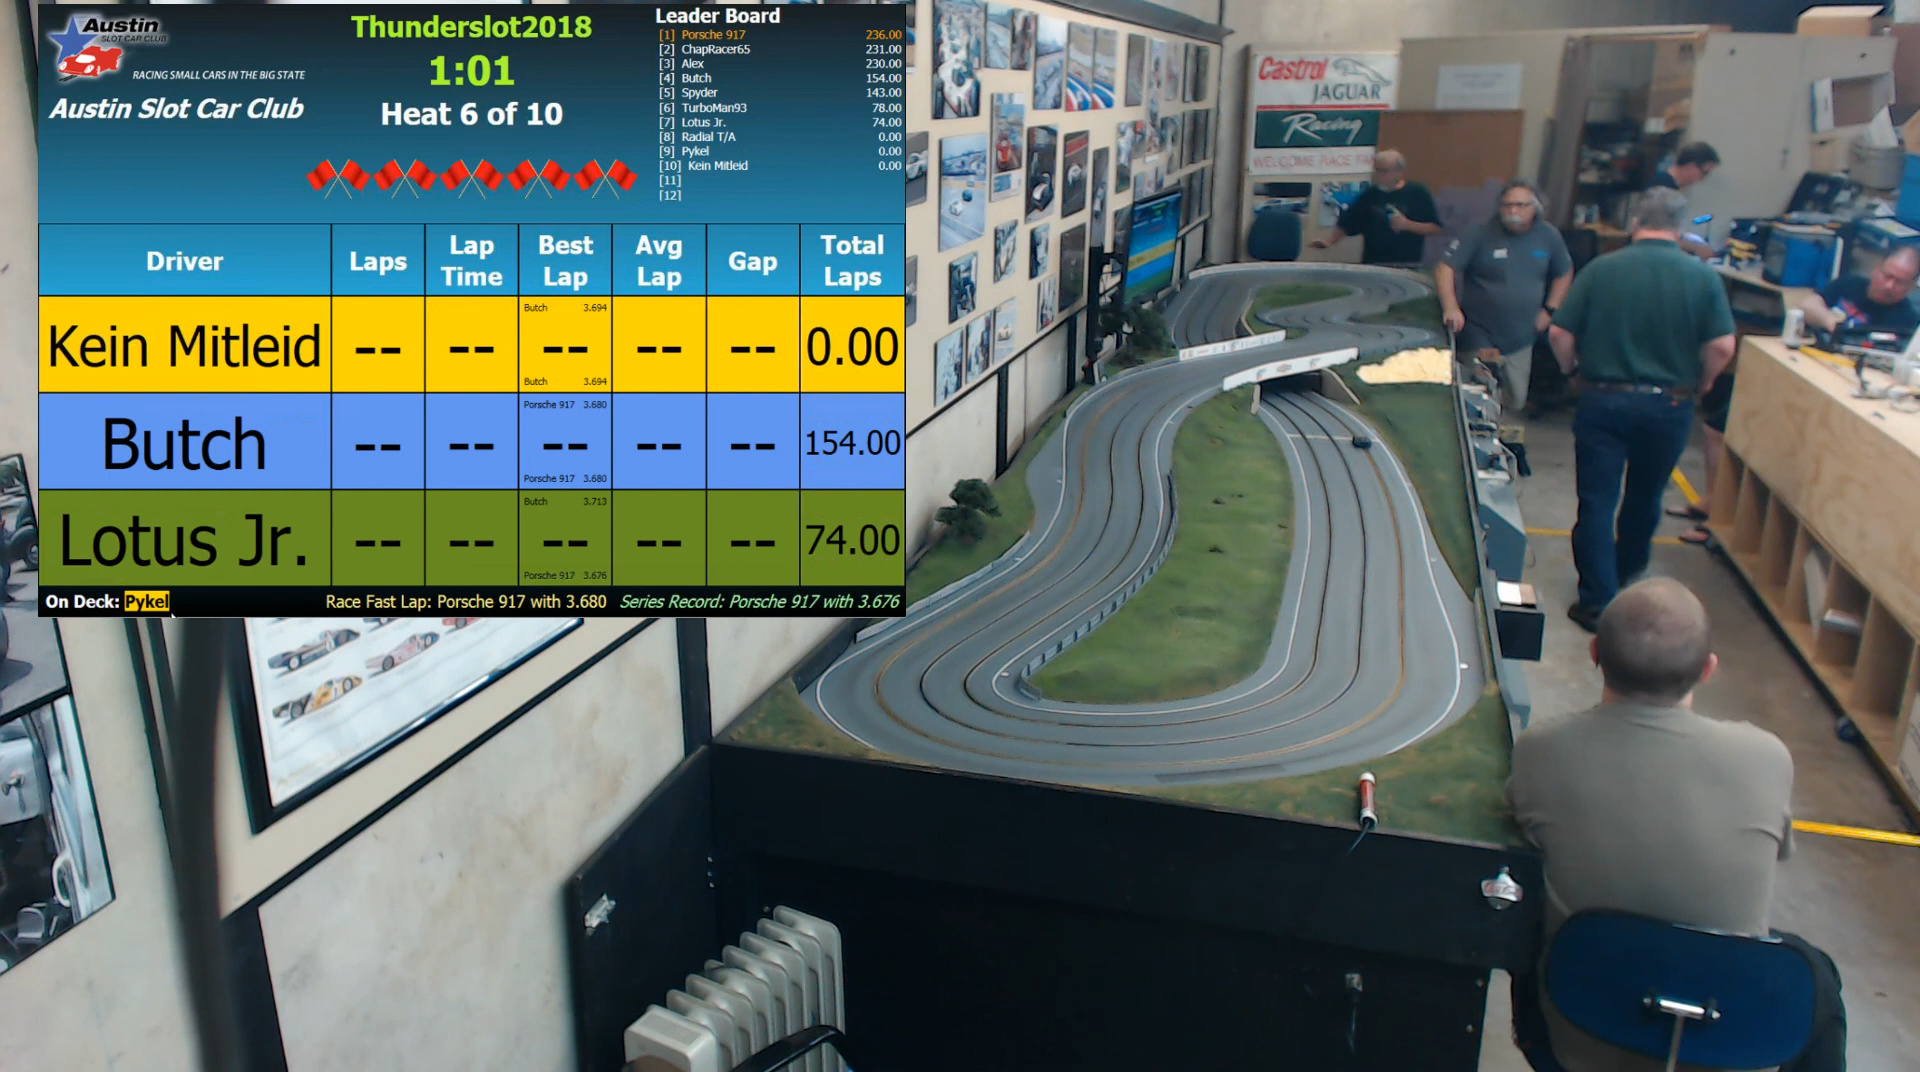 Austin
SLOT CAR CLUB
RACING SMALL CARS IN THE BIG STATE
Austin Slot Car Club
Thunderslot2018
1:01
Heat 6 of 10
Leader Board
[1] Porsche 917 236.00
[2] ChapRacer65 231.00
[3] Alex 230.00
[4] Butch 154.00
[5] Spyder 143.00
[6] TurboMan93 78.00
[7] Lotus Jr. 74.00
[8] Radial T/A 0.00
[9] Pykel 0.00
[10] Kein Mitleid 0.00
[11]
[12]
Driver Laps Lap Time Best Lap Avg Lap Gap Total Laps
Butch 3.694
Kein Mitleid -- -- -- -- -- 0.00
Butch 3.694
Porsche 917 3.680
Butch -- -- -- -- -- 154.00
Porsche 917 3.680
Butch 3.713
Lotus Jr. -- -- -- -- -- 74.00
Porsche 917 3.676
On Deck: Pykel Race Fast Lap: Porsche 917 with 3.680 Series Record: Porsche 917 with 3.676
Castrol
JAGUAR
Racing
WELCOME RACE